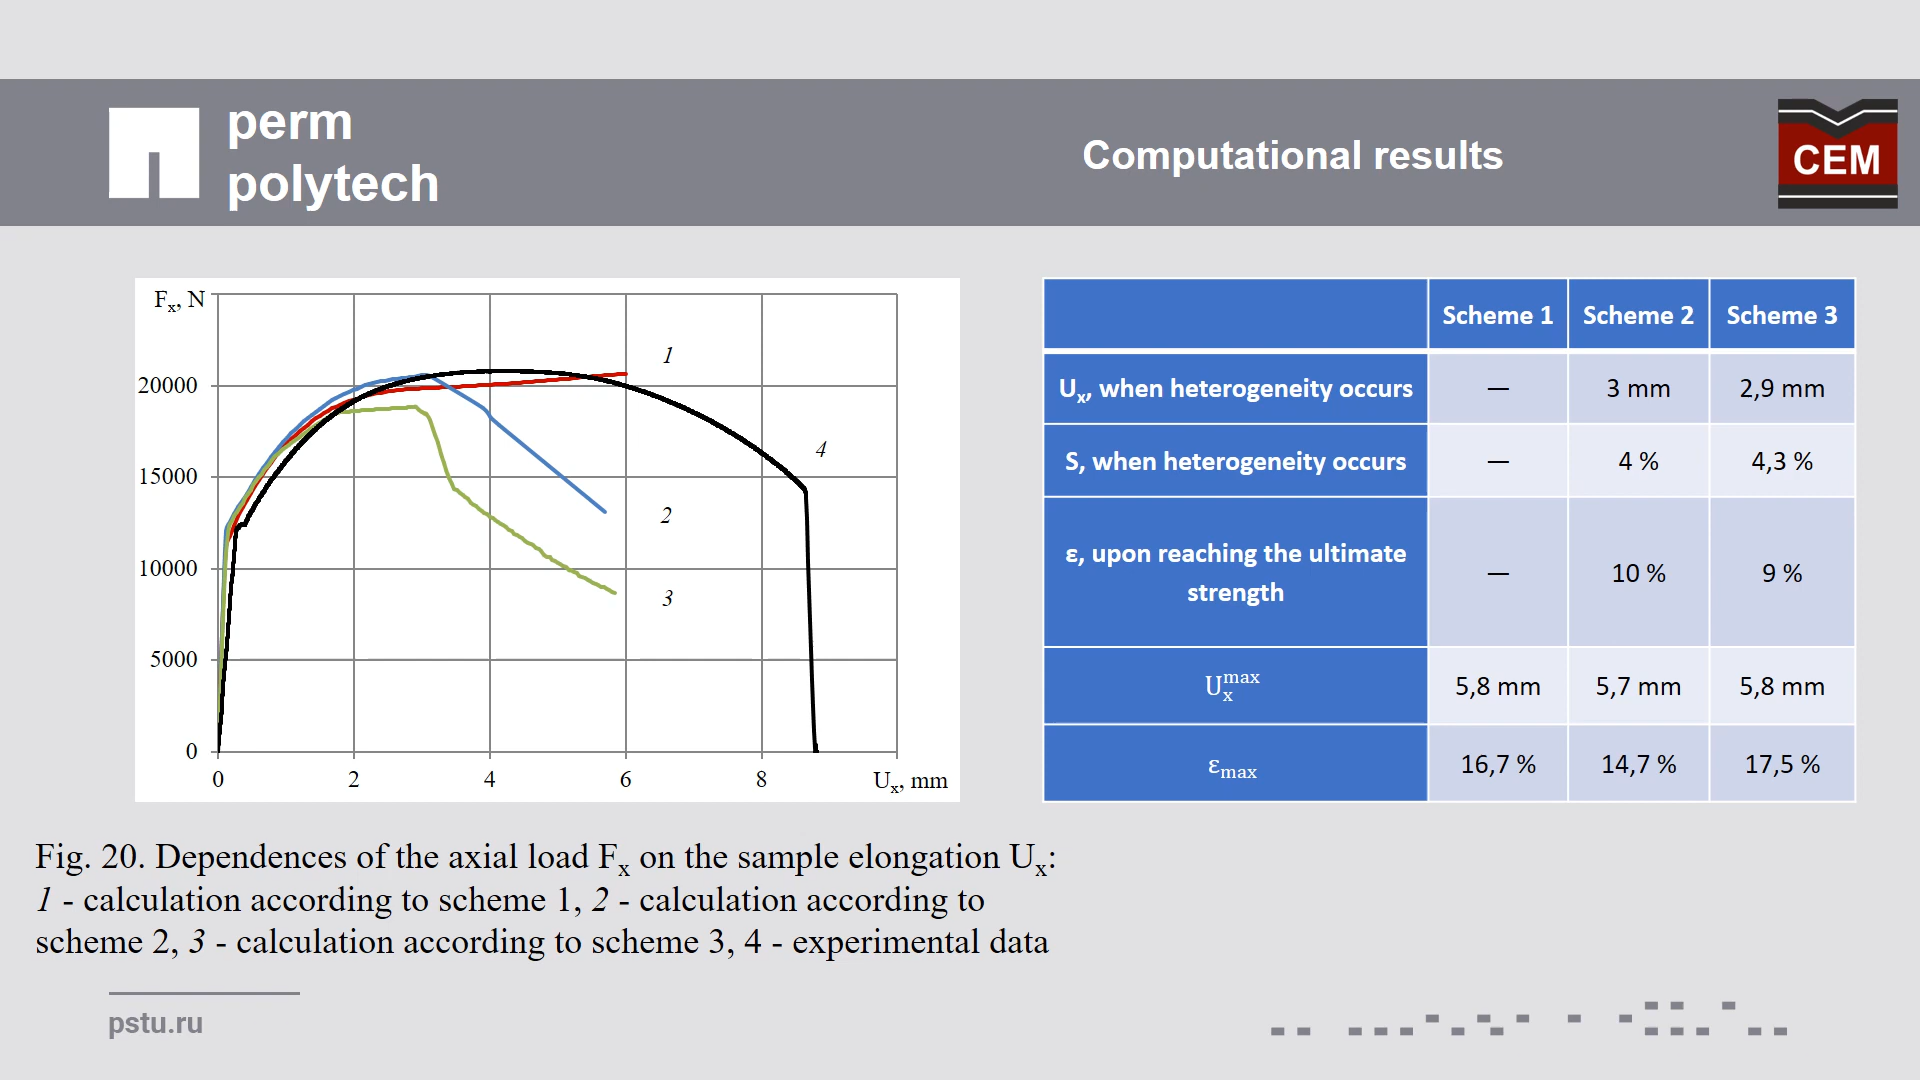 perm
polytech
Computational results
CEM
Fx, N
20000
15000
10000
5000
0
0
2
4
6
8
Ux, mm
1
4
2
3
Scheme 1
Scheme 2
Scheme 3
Ux, when heterogeneity occurs
—
3 mm
2,9 mm
S, when heterogeneity occurs
—
4 %
4,3 %
ε, upon reaching the ultimate
strength
—
10 %
9 %
Uxmax
5,8 mm
5,7 mm
5,8 mm
εmax
16,7 %
14,7 %
17,5 %
Fig. 20. Dependences of the axial load Fx on the sample elongation Ux:
1 - calculation according to scheme 1, 2 - calculation according to
scheme 2, 3 - calculation according to scheme 3, 4 - experimental data
pstu.ru